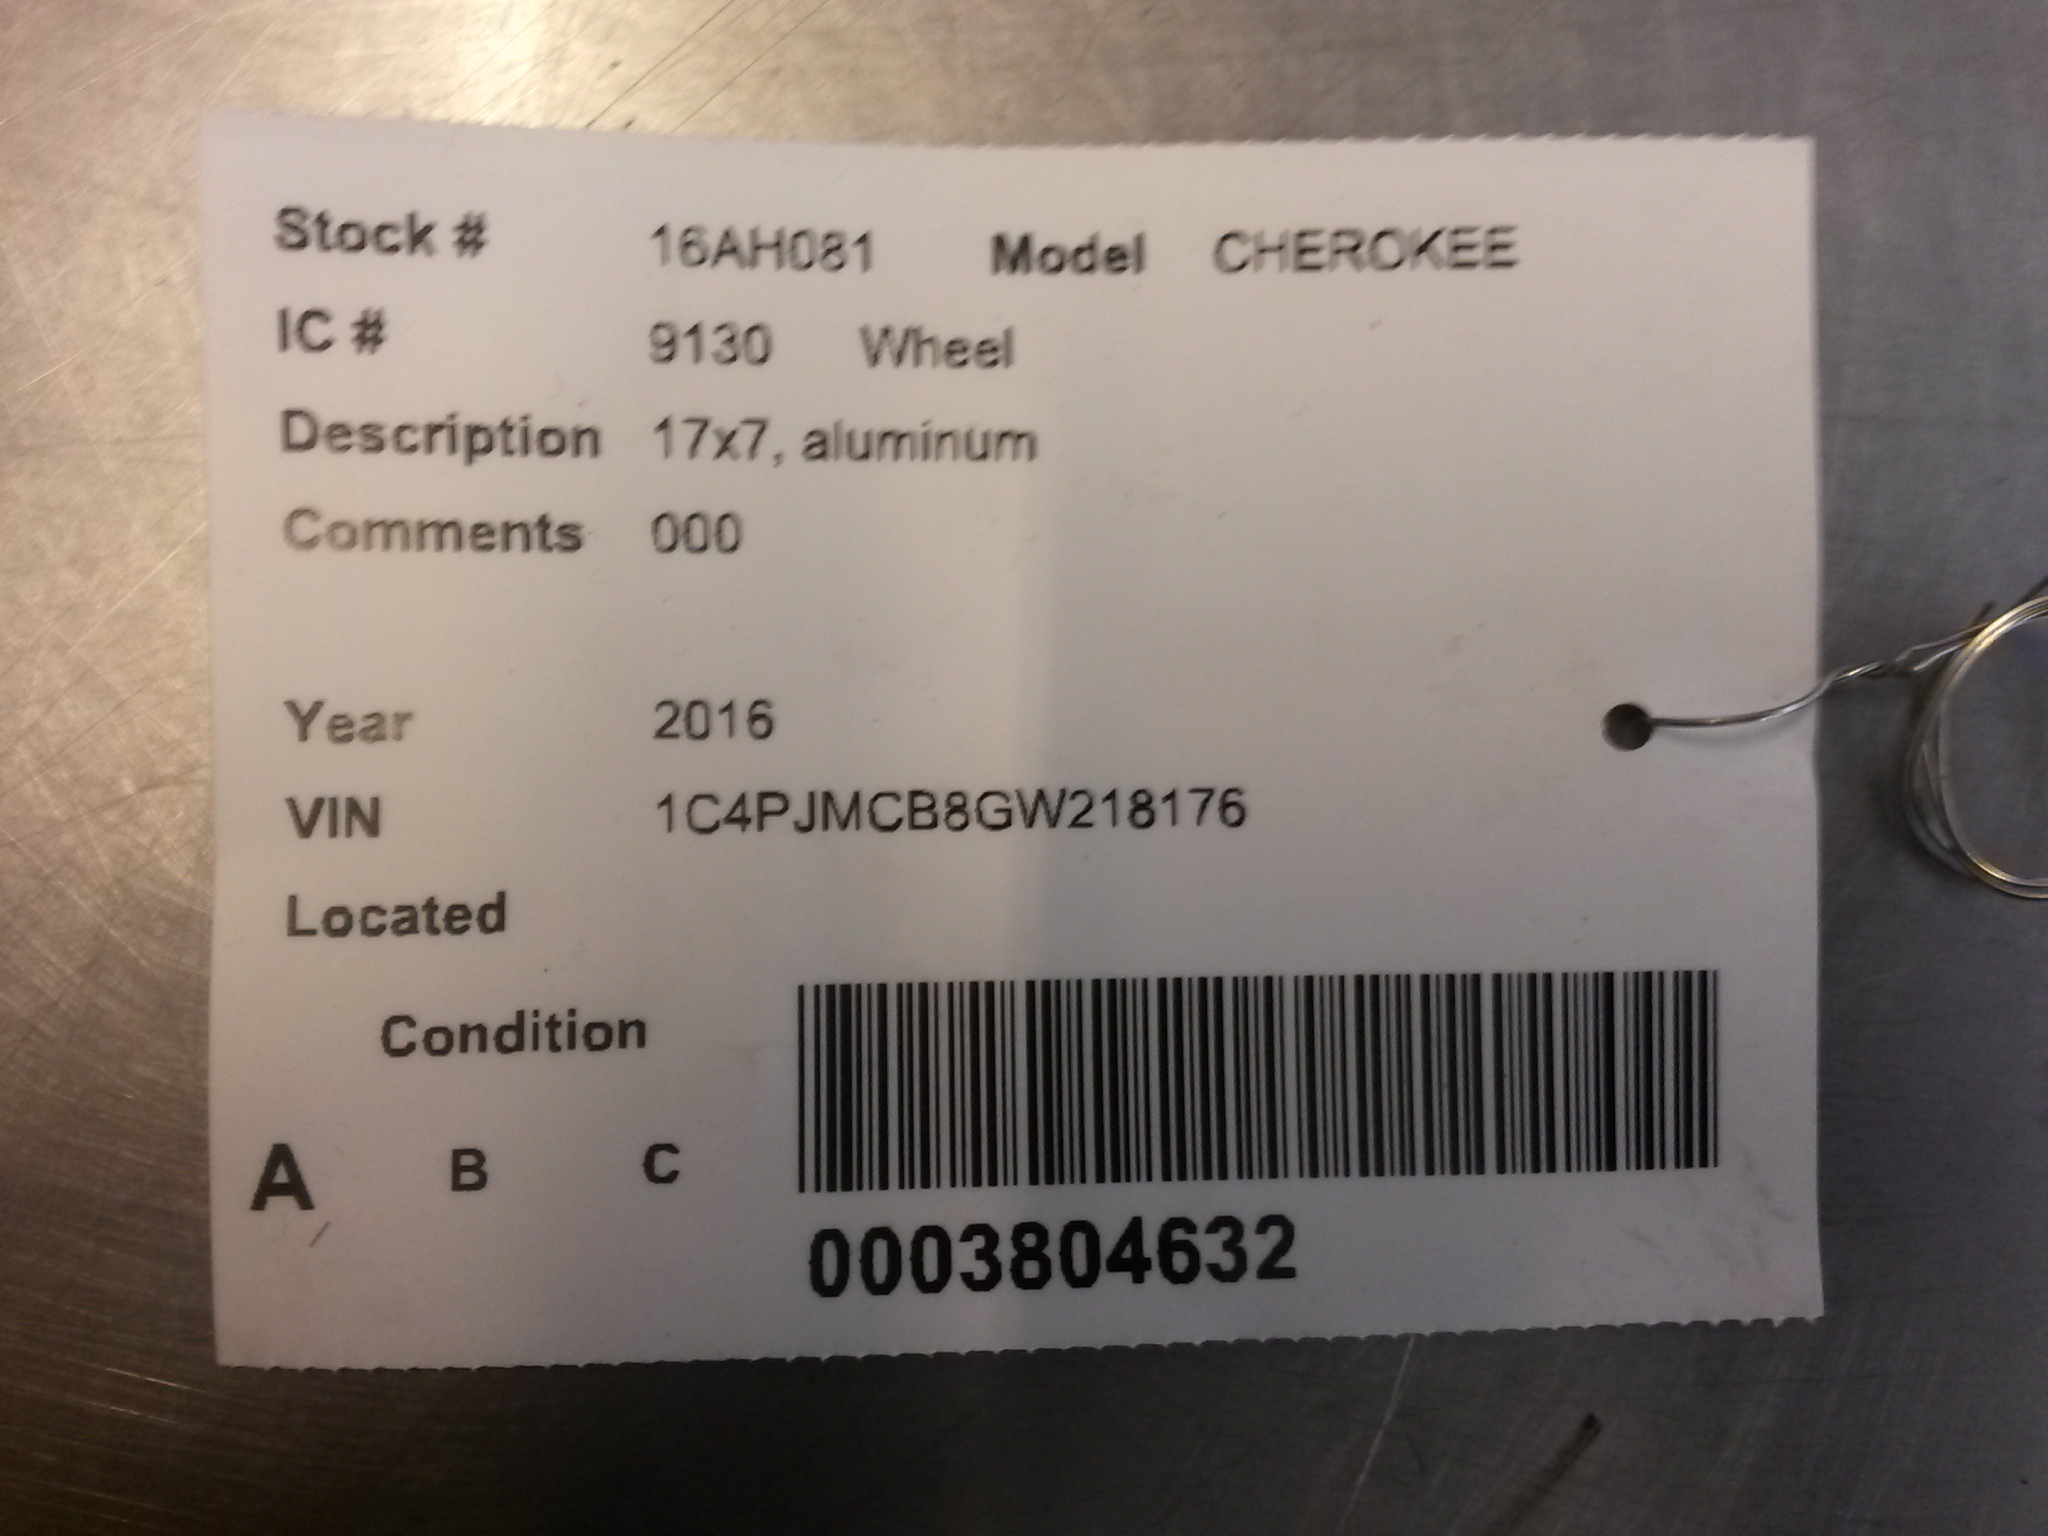 Stock # 16AH081 Model CHEROKEE
IC # 9130 Wheel
Description 17x7, aluminum
Comments 000
Year 2016
VIN 1C4PJMCB8GW218176
Located
Condition
A B C
0003804632